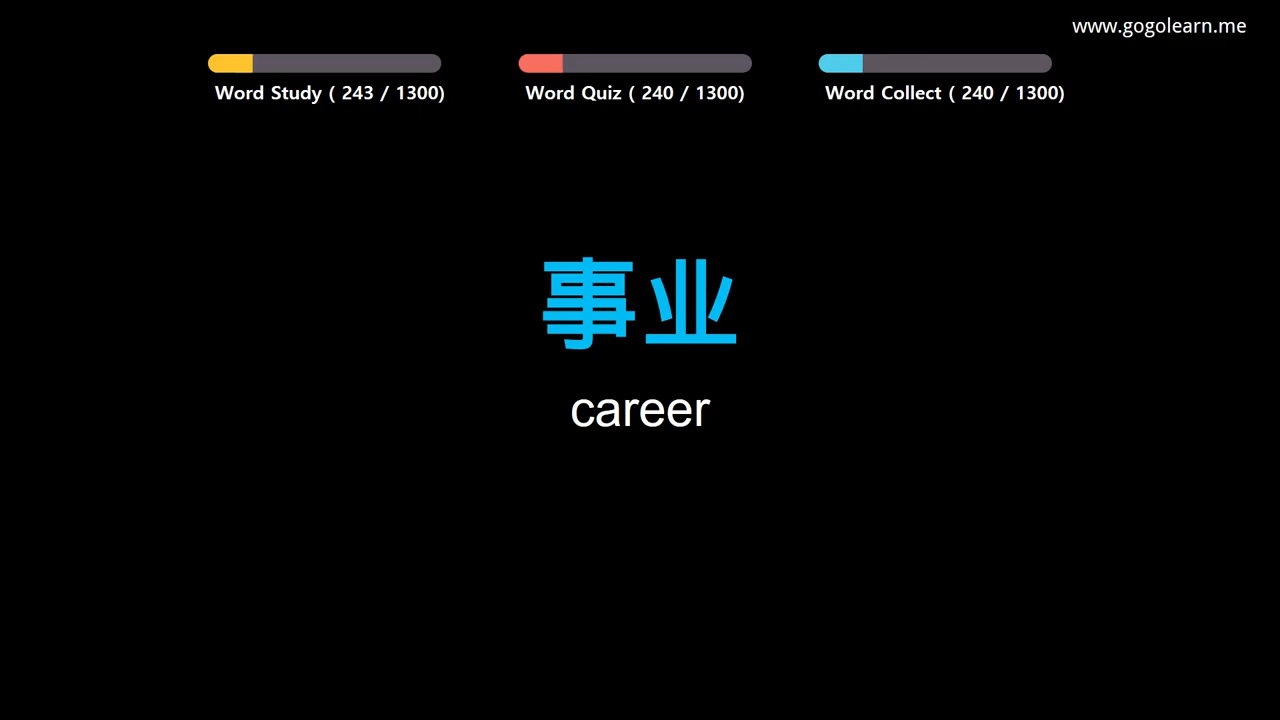 www.gogolearn.me
Word Study ( 243 / 1300)
Word Quiz ( 240 / 1300)
Word Collect ( 240 / 1300)
事业
career